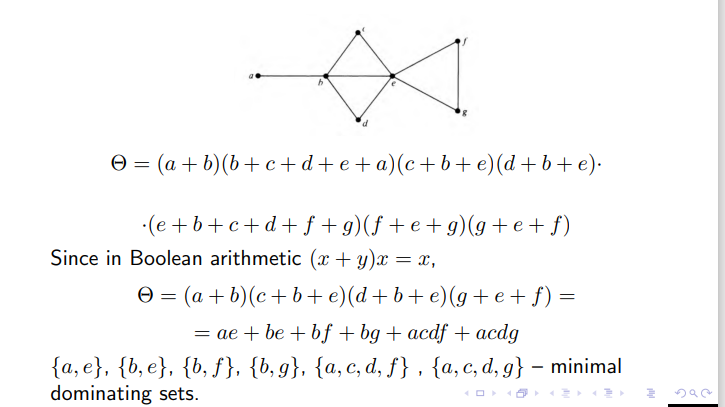 c
f
a
b
e
g
d
Θ = (a + b)(b + c + d + e + a)(c + b + e)(d + b + e)·
·(e + b + c + d + f + g)(f + e + g)(g + e + f)
Since in Boolean arithmetic (x + y)x = x,
Θ = (a + b)(c + b + e)(d + b + e)(g + e + f) =
= ae + be + bf + bg + acdf + acdg
{a, e}, {b, e}, {b, f}, {b, g}, {a, c, d, f} , {a, c, d, g} – minimal
dominating sets.